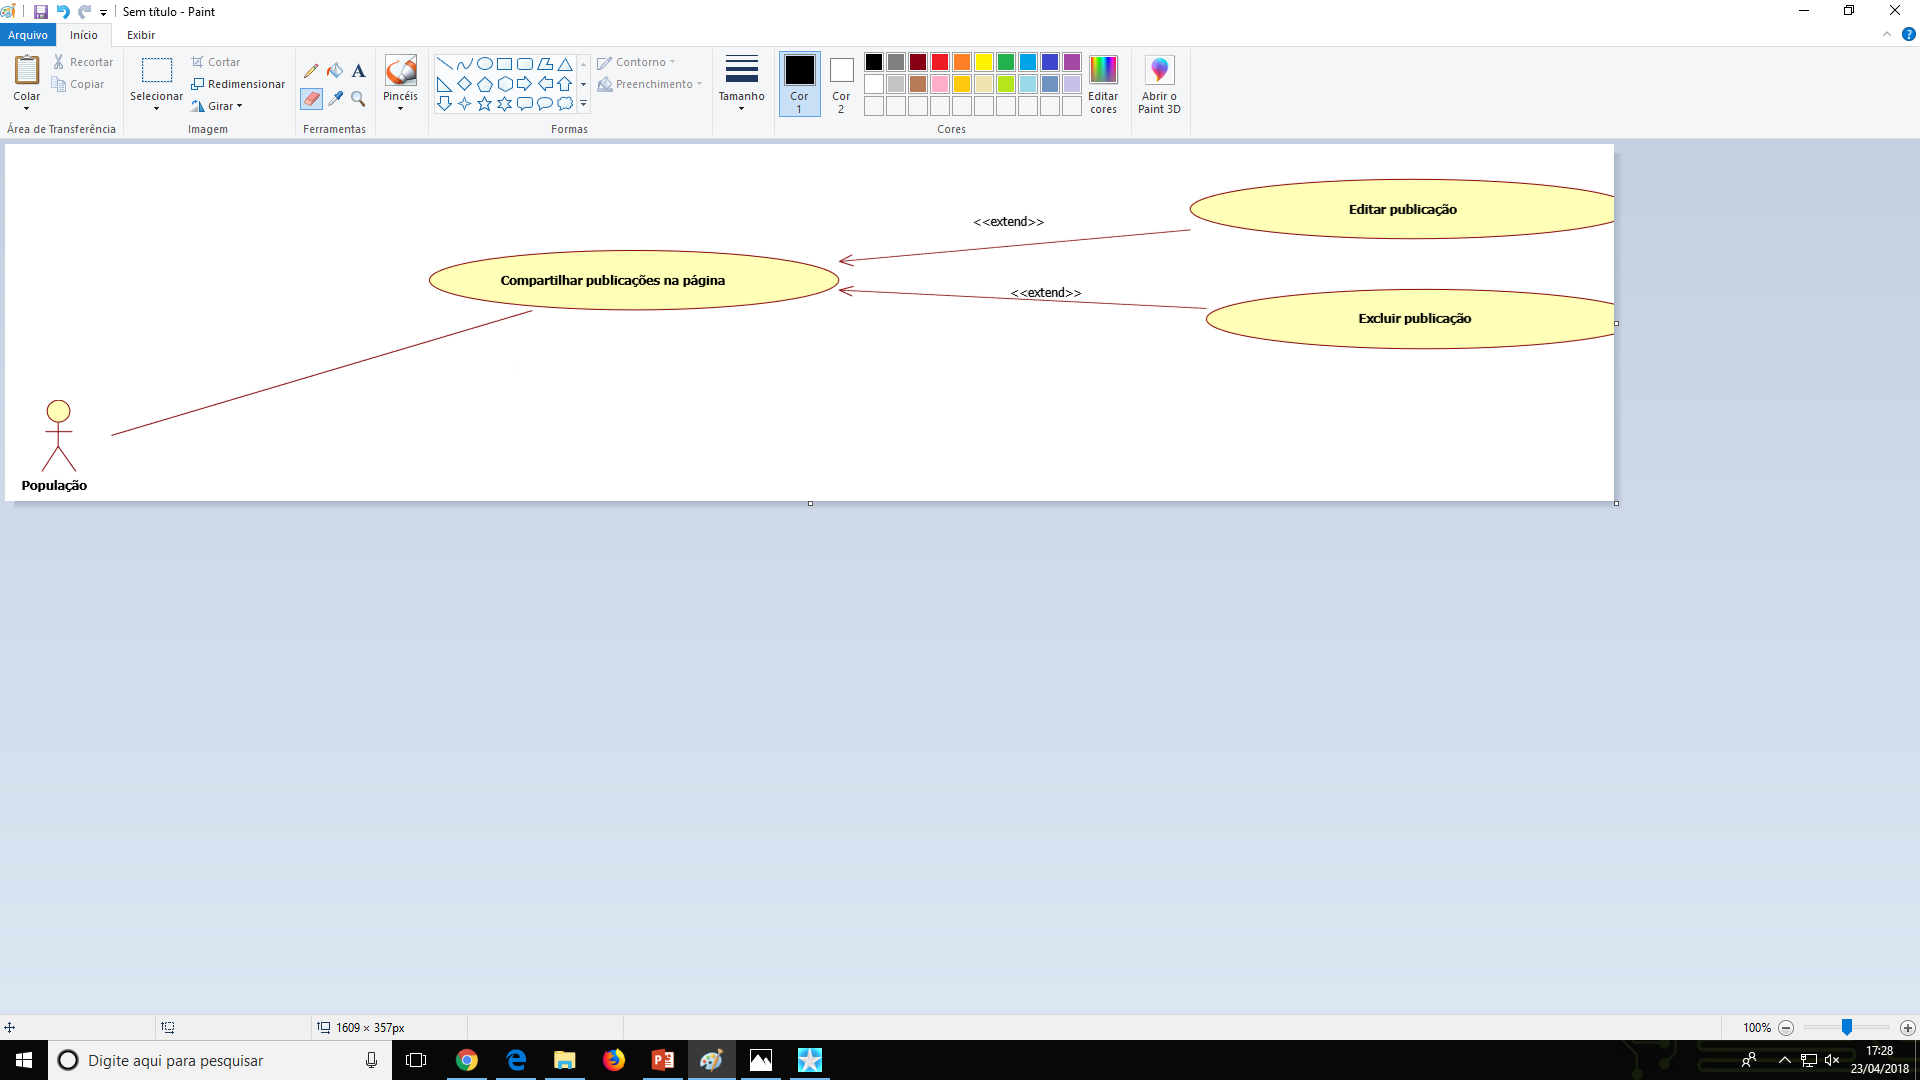 Sem título - Paint
Arquivo
Início
Exibir
Colar
Recortar
Copiar
Área de Transferência
Selecionar
Cortar
Redimensionar
Girar
Imagem
A
Ferramentas
Pincéis
Contorno
Preenchimento
Formas
Tamanho
Cor
1
Cor
2
Editar
cores
Cores
Abrir o
Paint 3D
Editar publicação
<<extend>>
Compartilhar publicações na página
<<extend>>
Excluir publicação
População
1609 × 357px
100%
Digite aqui para pesquisar
17:28
23/04/2018